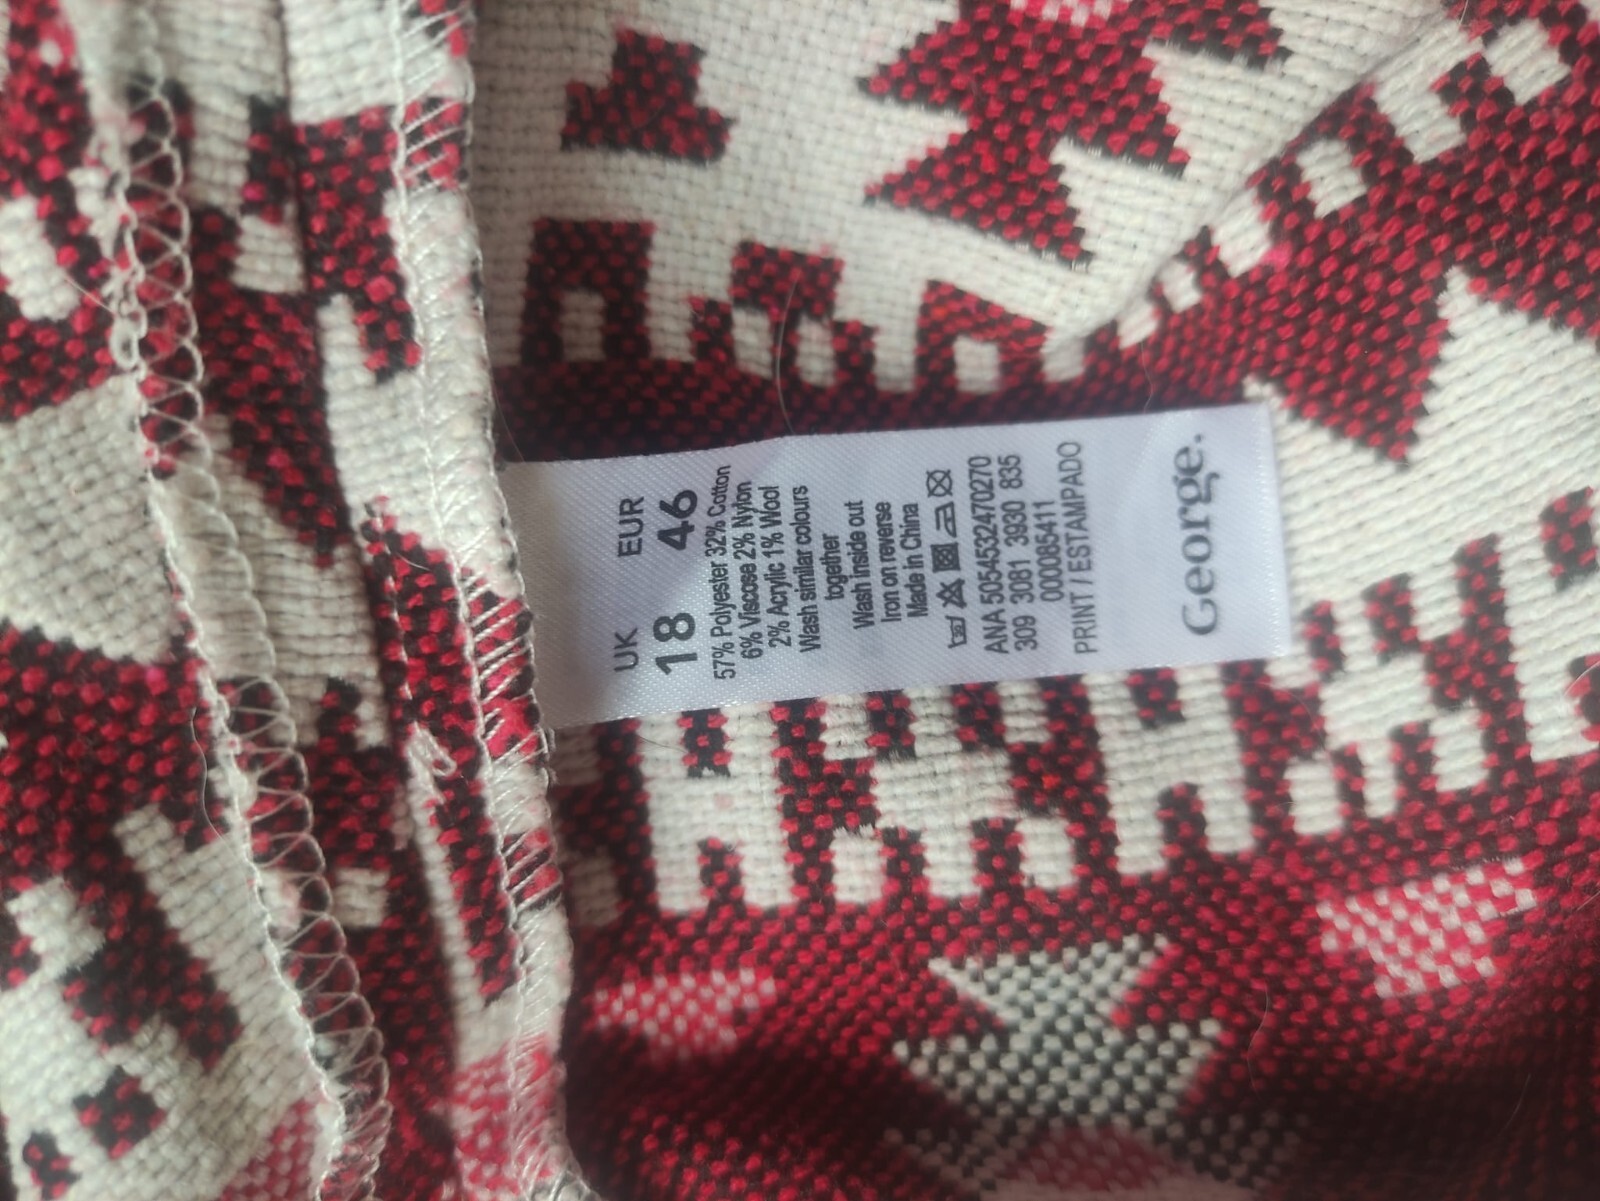 UK EUR
18 46
57% Polyester 32% Cotton
6% Viscose 2% Nylon
2% Acrylic 1% Wool
Wash similar colours
together
Wash inside out
Iron on reverse
Made in China
ANA 5054532470270
309 3081 3930 835
00085411
PRINT / ESTAMPADO
George.